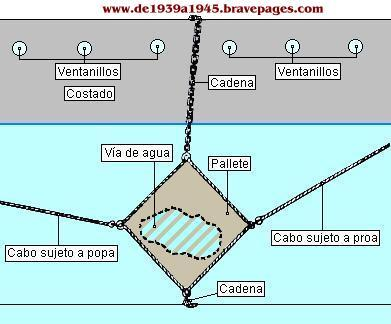 www.de1939a1945.bravepages.com
Ventanillos
Costado
Cadena
Ventanillos
Vía de agua
Pallete
Cabo sujeto a popa
Cabo sujeto a proa
Cadena